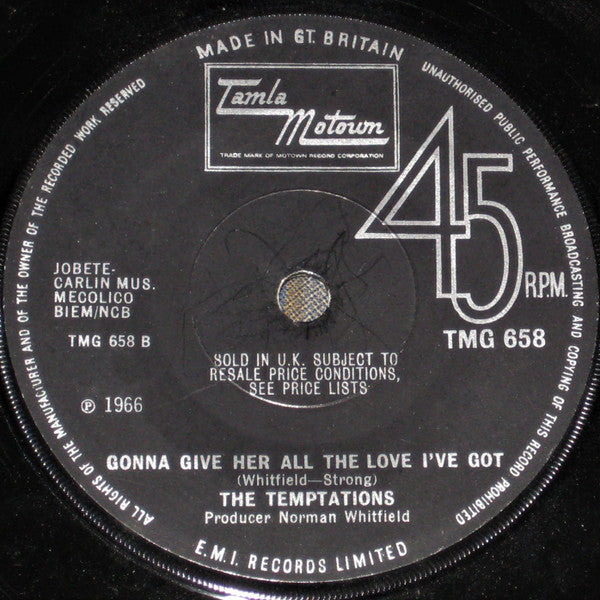 MADE IN GT. BRITAIN
UNAUTHORISED PUBLIC PERFORMANCE BROADCASTING AND COPYING OF THIS RECORD PROHIBITED
ALL RIGHTS OF THE MANUFACTURER AND OF THE OWNER OF THE RECORDED WORK RESERVED
Tamla
Motown
TRADE MARK OF MOTOWN RECORD CORPORATION
45
R.P.M.
TMG 658
JOBETE-
CARLIN MUS.
MECOLICO
BIEM/NCB
TMG 658 B
SOLD IN U.K. SUBJECT TO
RESALE PRICE CONDITIONS,
SEE PRICE LISTS
℗ 1966
GONNA GIVE HER ALL THE LOVE I'VE GOT
(Whitfield—Strong)
THE TEMPTATIONS
Producer Norman Whitfield
E.M.I. RECORDS LIMITED